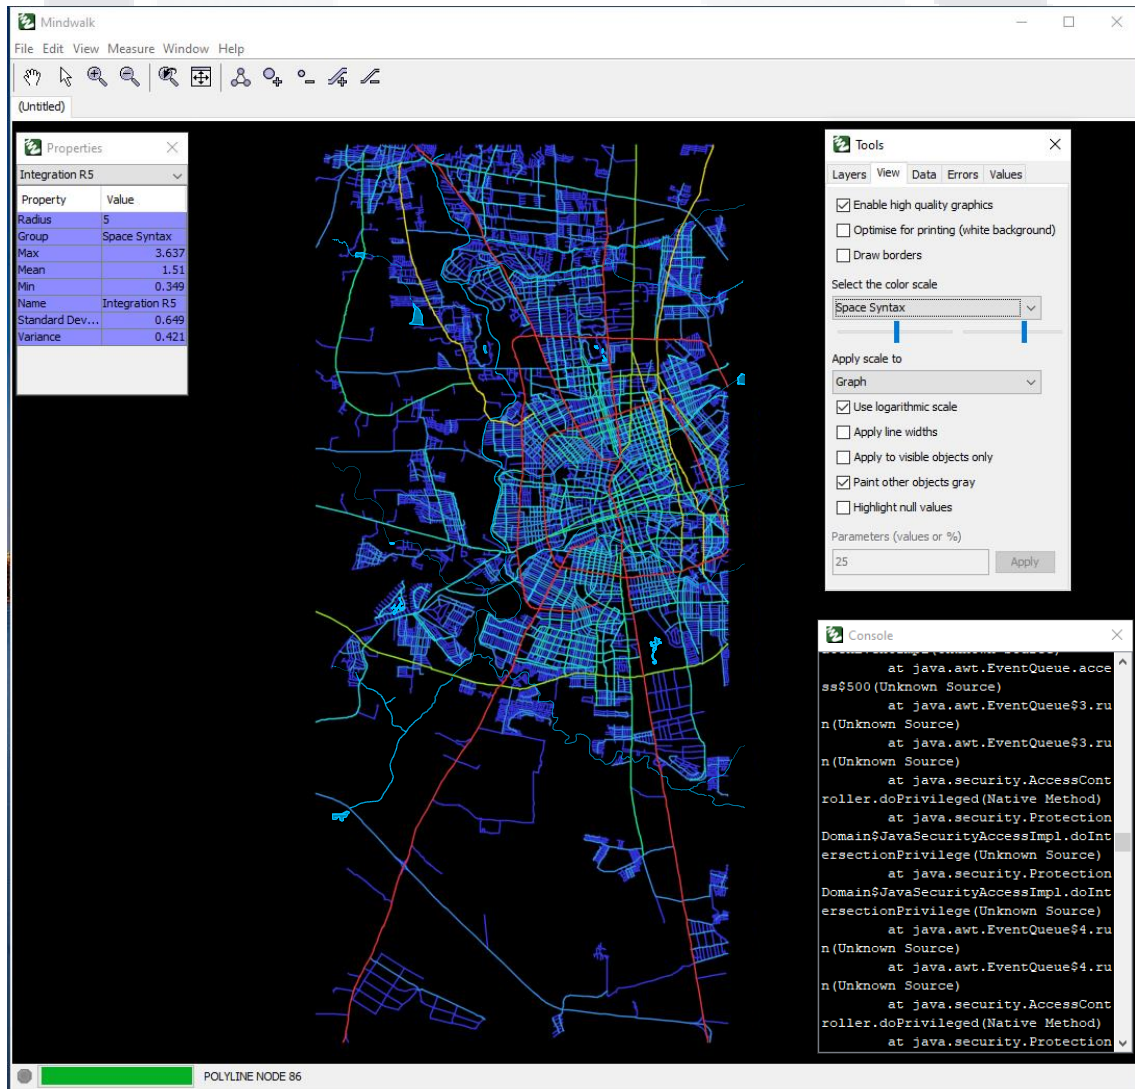 Mindwalk
File Edit View Measure Window Help
(Untitled)
Properties
Integration R5
Property Value
Radius 5
Group Space Syntax
Max 3.637
Mean 1.51
Min 0.349
Name Integration R5
Standard Dev... 0.649
Variance 0.421
Tools
Layers View Data Errors Values
Enable high quality graphics
Optimise for printing (white background)
Draw borders
Select the color scale
Space Syntax
Apply scale to
Graph
Use logarithmic scale
Apply line widths
Apply to visible objects only
Paint other objects gray
Highlight null values
Parameters (values or %)
25 Apply
Console
at java.awt.EventQueue.acce
ss$500(Unknown Source)
at java.awt.EventQueue$3.ru
n(Unknown Source)
at java.awt.EventQueue$3.ru
n(Unknown Source)
at java.security.AccessCont
roller.doPrivileged(Native Method)
at java.security.Protection
Domain$JavaSecurityAccessImpl.doInt
ersectionPrivilege(Unknown Source)
at java.security.Protection
Domain$JavaSecurityAccessImpl.doInt
ersectionPrivilege(Unknown Source)
at java.awt.EventQueue$4.ru
n(Unknown Source)
at java.awt.EventQueue$4.ru
n(Unknown Source)
at java.security.AccessCont
roller.doPrivileged(Native Method)
at java.security.Protection
POLYLINE NODE 86